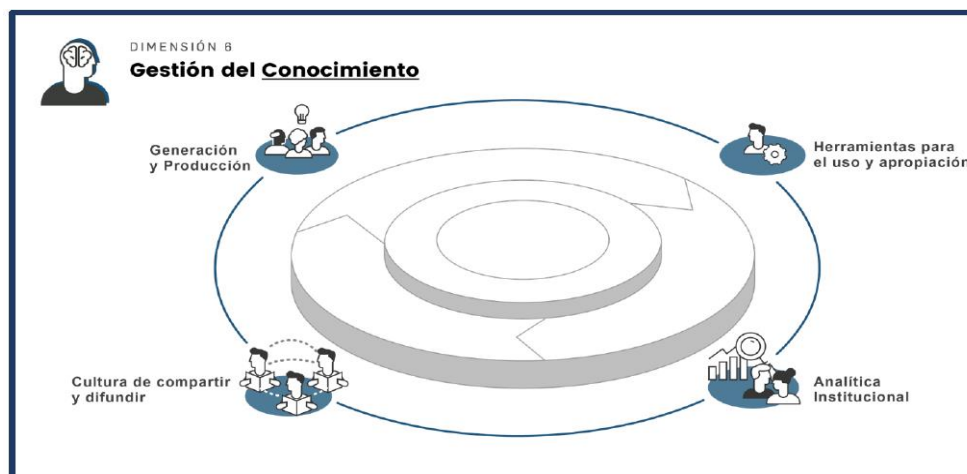 DIMENSIÓN 6
Gestión del Conocimiento
Generación
y Producción
Herramientas para
el uso y apropiación
Cultura de compartir
y difundir
Analítica
Institucional